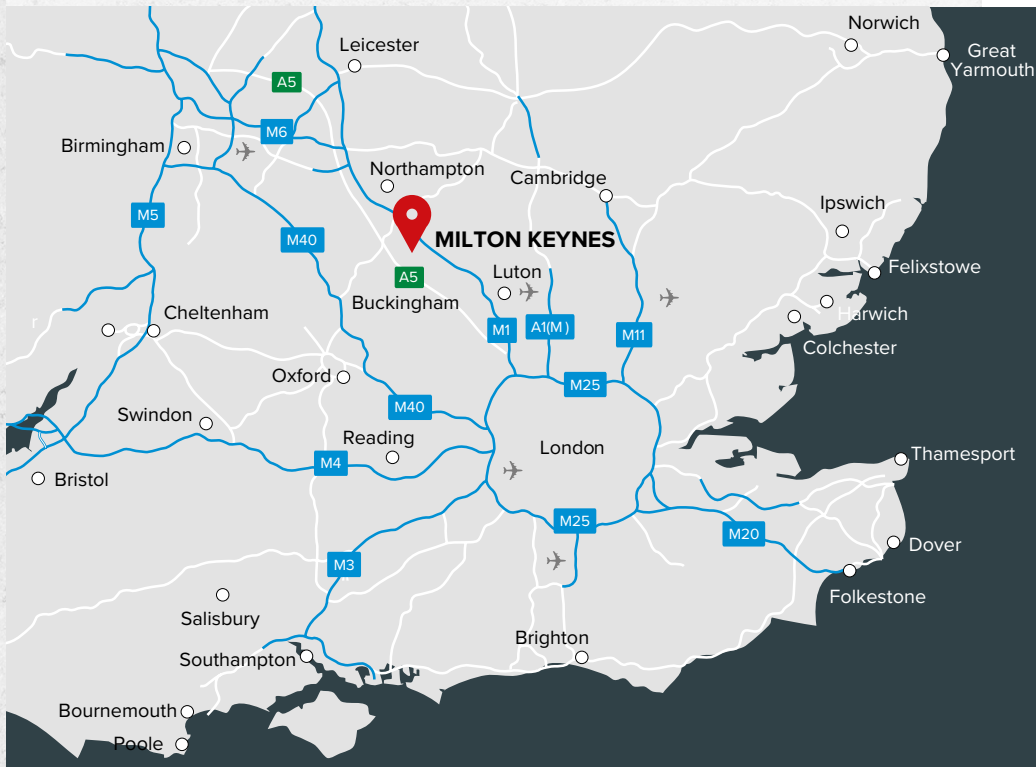 Norwich
Leicester
Great
Yarmouth
A5
M6
Birmingham
Northampton
Cambridge
Ipswich
M5
M40
MILTON KEYNES
Felixstowe
A5
Luton
Buckingham
Harwich
Cheltenham
r
M1
A1(M)
M11
Colchester
Oxford
M25
M40
Swindon
Reading
London
M4
Thamesport
Bristol
M25
M20
Dover
M3
Folkestone
Salisbury
Brighton
Southampton
Bournemouth
Poole